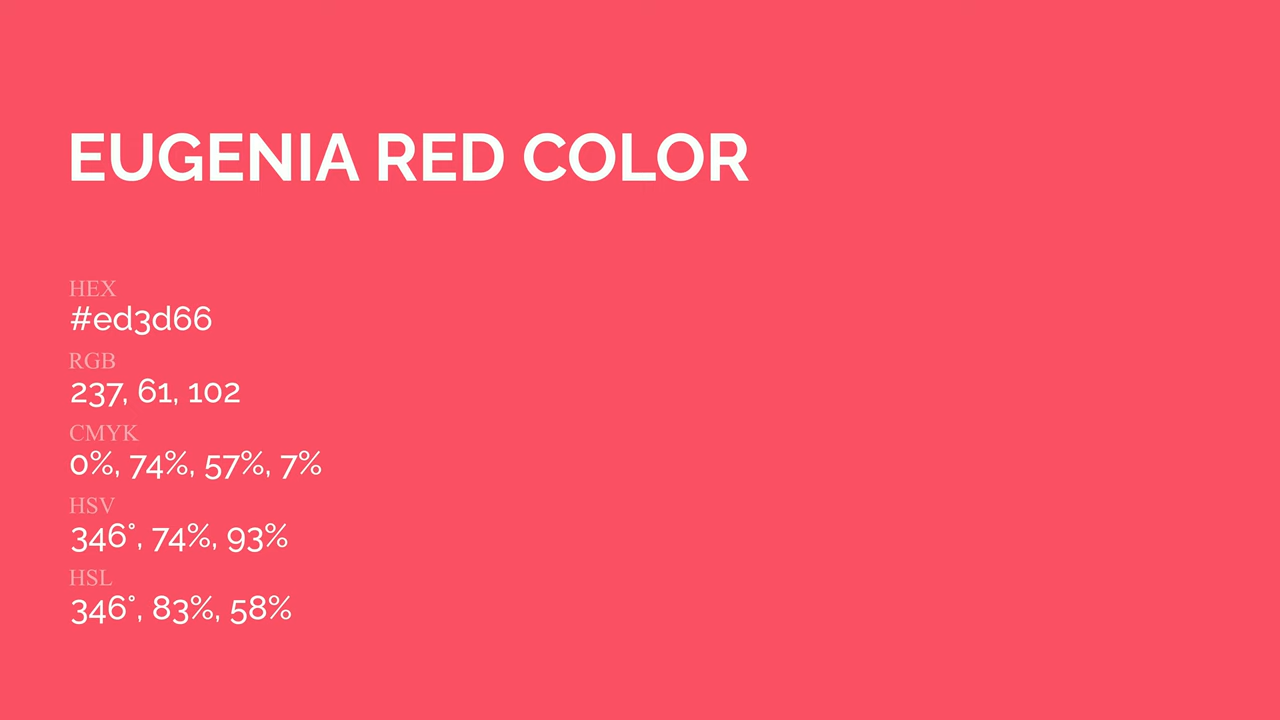 EUGENIA RED COLOR
HEX
#ed3d66
RGB
237, 61, 102
CMYK
0%, 74%, 57%, 7%
HSV
346°, 74%, 93%
HSL
346°, 83%, 58%